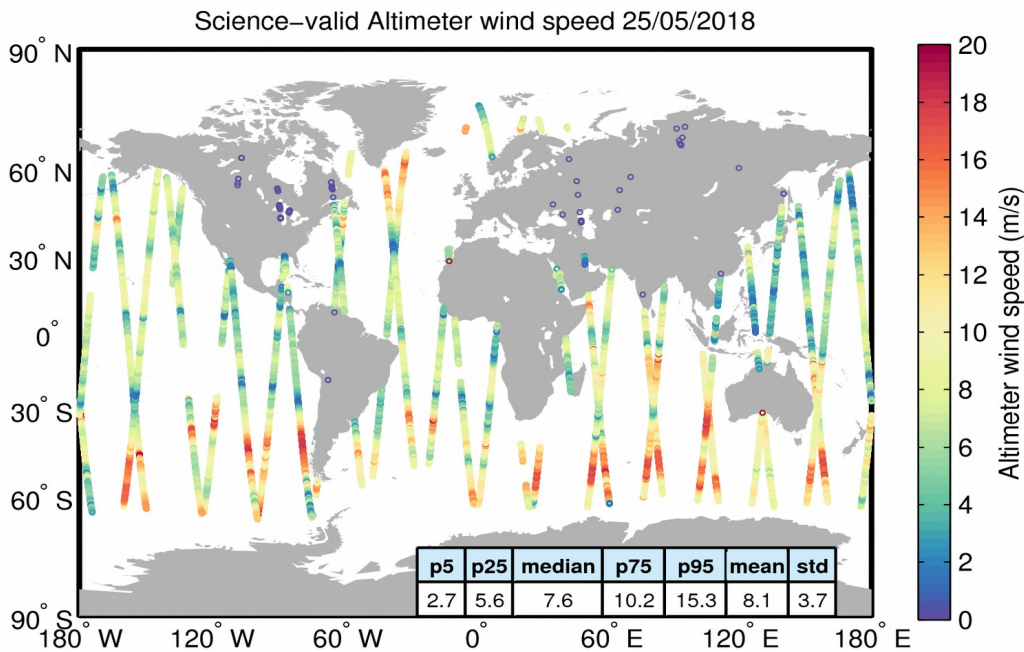 Science−valid Altimeter wind speed 25/05/2018
90° N
60° N
30° N
0°
30° S
60° S
90° S
180° W
120° W
60° W
0°
60° E
120° E
180° E
p5 p25 median p75 p95 mean std
2.7 5.6 7.6 10.2 15.3 8.1 3.7
20
18
16
14
12
10
8
6
4
2
0
Altimeter wind speed (m/s)